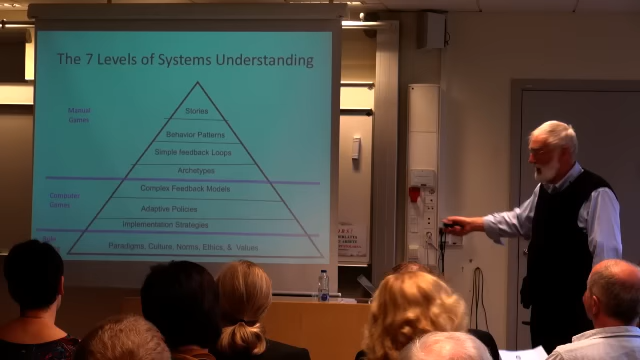 The 7 Levels of Systems Understanding
Manual
Games
Stories
Behavior Patterns
Simple feedback Loops
Archetypes
Computer
Games
Complex Feedback Models
Adaptive Policies
Implementation Strategies
Paradigms, Culture, Norms, Ethics, & Values